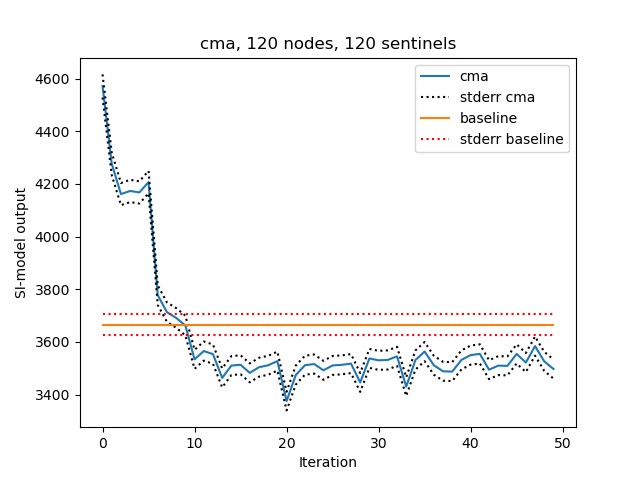 cma, 120 nodes, 120 sentinels
4600
4400
4200
4000
3800
3600
3400
SI-model output
cma
stderr cma
baseline
stderr baseline
0
10
20
30
40
50
Iteration